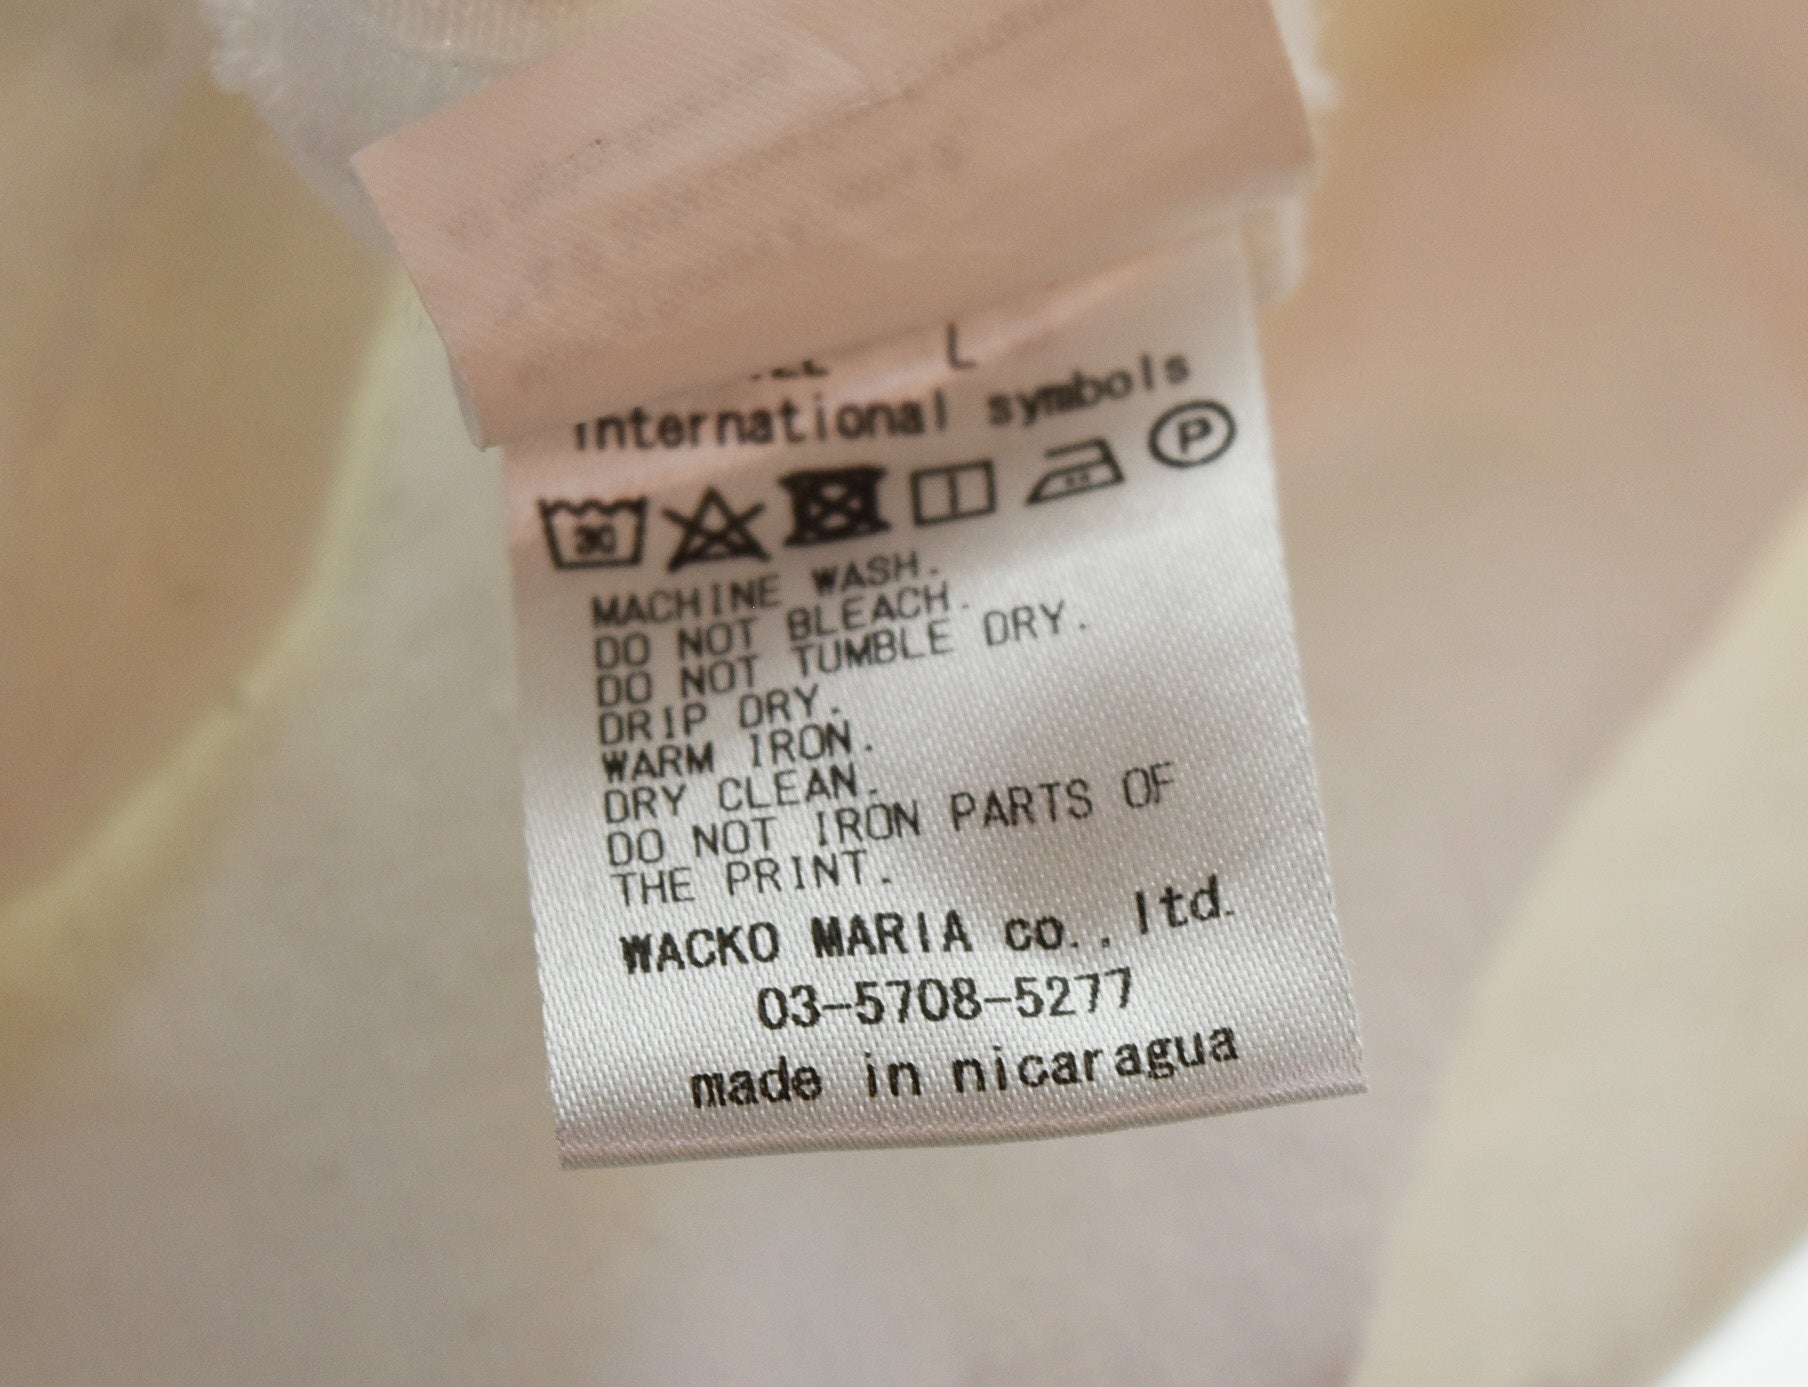 L
international symbols
30
P
MACHINE WASH.
DO NOT BLEACH.
DO NOT TUMBLE DRY.
DRIP DRY.
WARM IRON.
DRY CLEAN.
DO NOT IRON PARTS OF
THE PRINT.
WACKO MARIA co.,ltd.
03-5708-5277
made in nicaragua